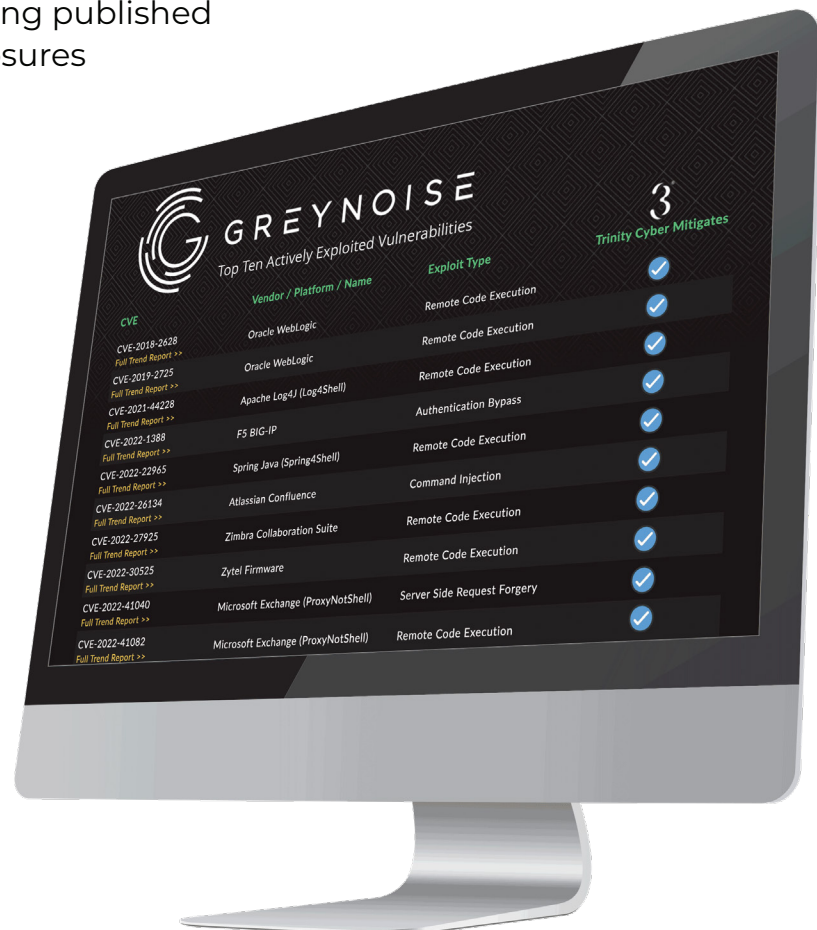 ng published
sures
GREYNOISE
Top Ten Actively Exploited Vulnerabilities
3
Trinity Cyber Mitigates
CVE Vendor / Platform / Name Exploit Type
CVE-2018-2628 Oracle WebLogic Remote Code Execution
Full Trend Report >>
CVE-2019-2725 Oracle WebLogic Remote Code Execution
Full Trend Report >>
CVE-2021-44228 Apache Log4J (Log4Shell) Remote Code Execution
Full Trend Report >>
CVE-2022-1388 F5 BIG-IP Authentication Bypass
Full Trend Report >>
CVE-2022-22965 Spring Java (Spring4Shell) Remote Code Execution
Full Trend Report >>
CVE-2022-26134 Atlassian Confluence Command Injection
Full Trend Report >>
CVE-2022-27925 Zimbra Collaboration Suite Remote Code Execution
Full Trend Report >>
CVE-2022-30525 Zytel Firmware Remote Code Execution
Full Trend Report >>
CVE-2022-41040 Microsoft Exchange (ProxyNotShell) Server Side Request Forgery
Full Trend Report >>
CVE-2022-41082 Microsoft Exchange (ProxyNotShell) Remote Code Execution
Full Trend Report >>